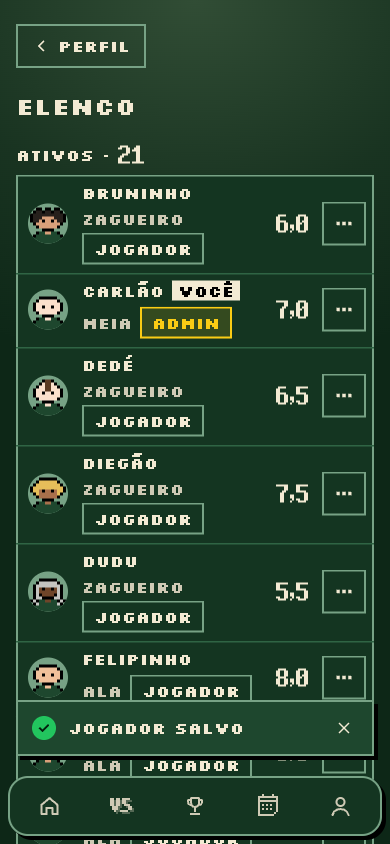 PERFIL
ELENCO
ATIVOS · 21
BRUNINHO
ZAGUEIRO
JOGADOR
6,0
CARLÃO VOCÊ
MEIA ADMIN
7,0
DEDÉ
ZAGUEIRO
JOGADOR
6,5
DIEGÃO
ZAGUEIRO
JOGADOR
7,5
DUDU
ZAGUEIRO
JOGADOR
5,5
FELIPINHO
ALA JOGADOR
8,0
JOGADOR SALVO
ALA JOGADOR
VS